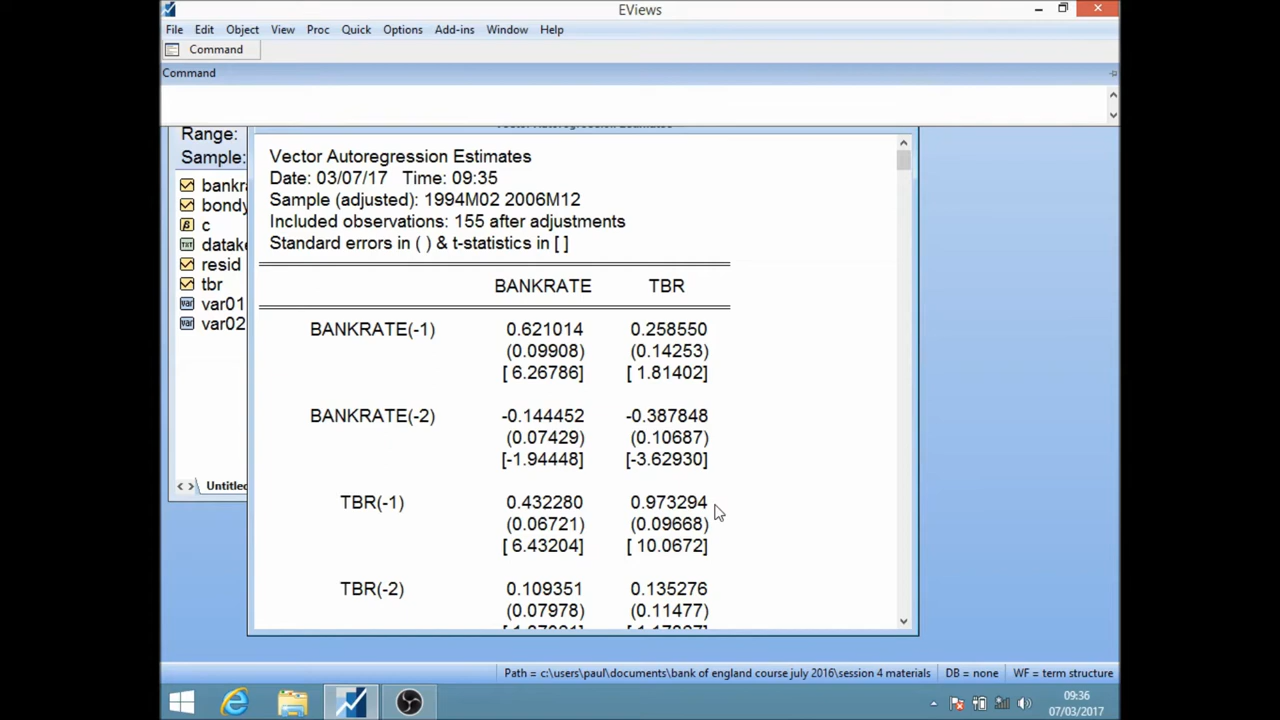 EViews
File Edit Object View Proc Quick Options Add-ins Window Help
Command
Command
Range:
Sample:
bankra
bondy
c
datake
resid
tbr
var01
var02
Untitled
Vector Autoregression Estimates
Date: 03/07/17 Time: 09:35
Sample (adjusted): 1994M02 2006M12
Included observations: 155 after adjustments
Standard errors in ( ) & t-statistics in [ ]
BANKRATE TBR
BANKRATE(-1) 0.621014 0.258550
(0.09908) (0.14253)
[ 6.26786] [ 1.81402]
BANKRATE(-2) -0.144452 -0.387848
(0.07429) (0.10687)
[-1.94448] [-3.62930]
TBR(-1) 0.432280 0.973294
(0.06721) (0.09668)
[ 6.43204] [ 10.0672]
TBR(-2) 0.109351 0.135276
(0.07978) (0.11477)
Path = c:\users\paul\documents\bank of england course july 2016\session 4 materials DB = none WF = term structure
09:36
07/03/2017